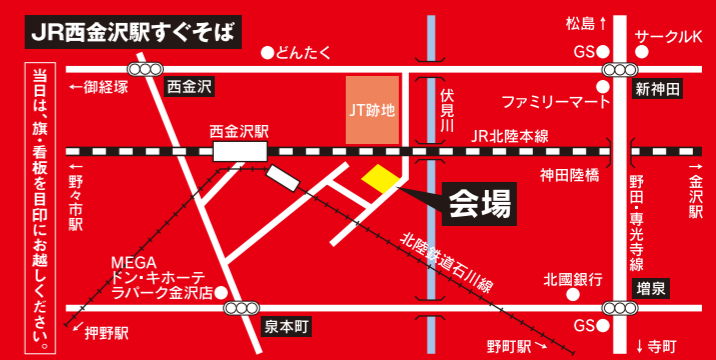 JR西金沢駅すぐそば
当日は、旗・看板を目印にお越しください。
どんたく
松島↑
サークルK
GS
←御経塚
西金沢
新神田
JT跡地
伏見川
ファミリーマート
西金沢駅
JR北陸本線
神田陸橋
←野々市駅
→金沢駅
会場
野田・専光寺線
北陸鉄道石川線
MEGA
ドン・キホーテ
ラパーク金沢店
北國銀行
増泉
泉本町
GS
↙押野駅
野町駅→
↓寺町